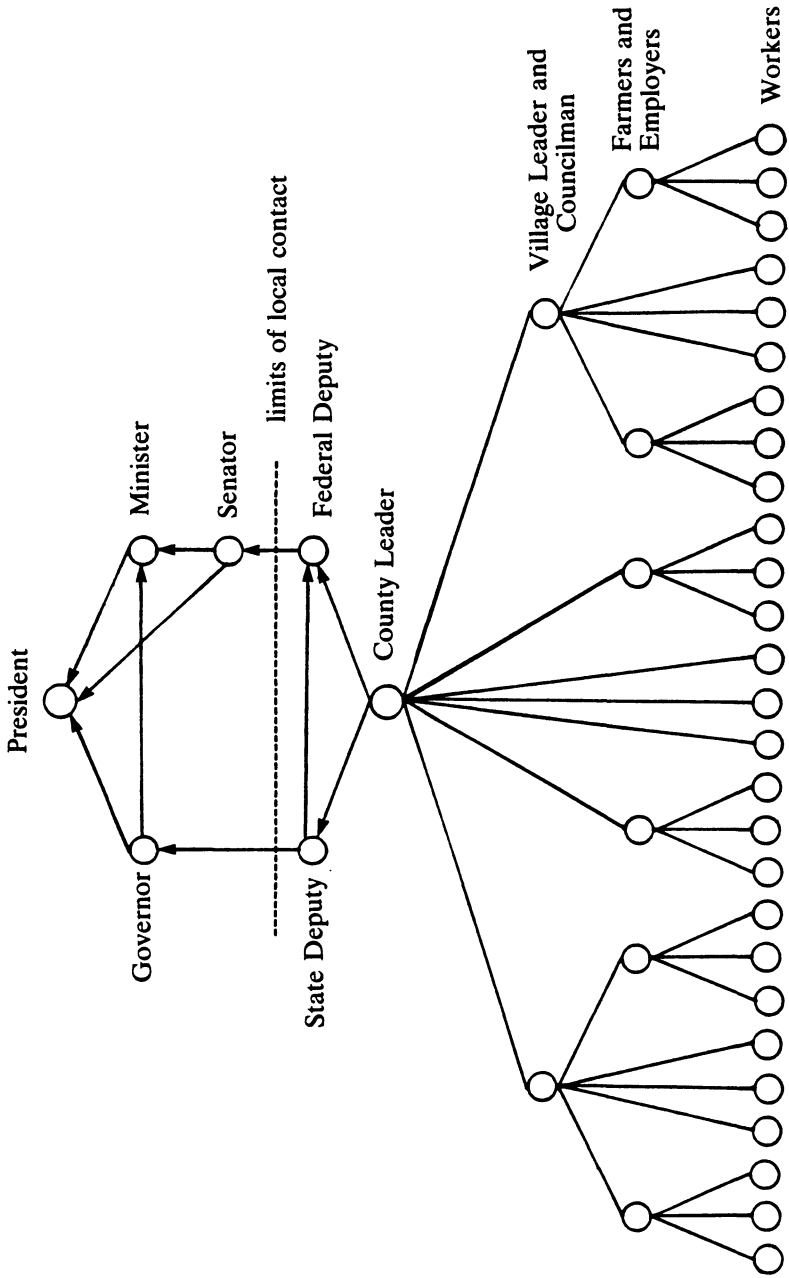 President
Governor
Minister
Senator
limits of local contact
State Deputy
Federal Deputy
County Leader
Village Leader and
Councilman
Farmers and
Employers
Workers